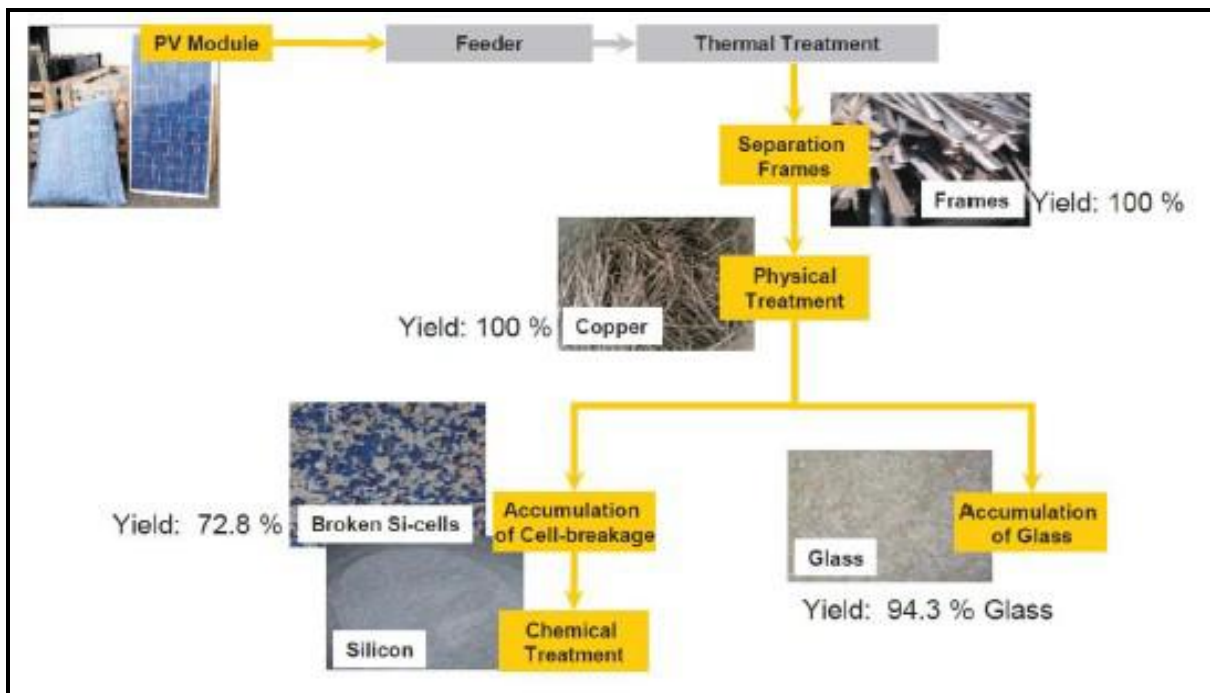 PV Module
Feeder
Thermal Treatment
Separation
Frames
Frames
Yield: 100 %
Physical
Treatment
Yield: 100 %
Copper
Yield: 72.8 %
Broken Si-cells
Accumulation
of Cell-breakage
Glass
Accumulation
of Glass
Yield: 94.3 % Glass
Silicon
Chemical
Treatment